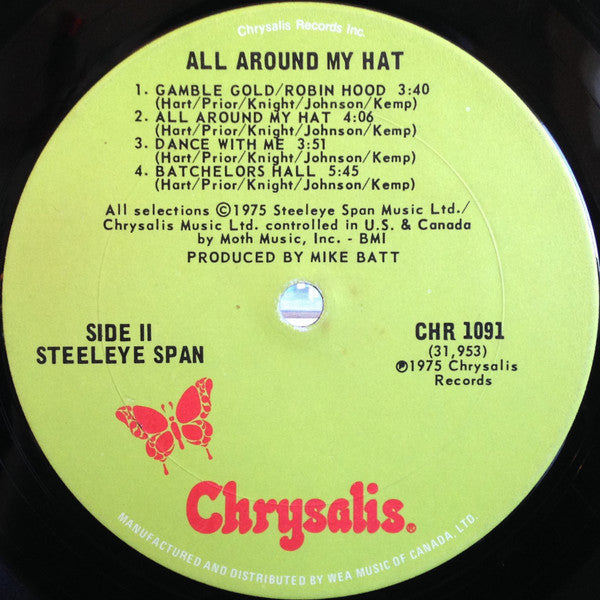 Chrysalis Records Inc.
ALL AROUND MY HAT
1. GAMBLE GOLD/ROBIN HOOD 3:40
(Hart/Prior/Knight/Johnson/Kemp)
2. ALL AROUND MY HAT 4:06
(Hart/Prior/Knight/Johnson/Kemp)
3. DANCE WITH ME 3:51
(Hart/Prior/Knight/Johnson/Kemp)
4. BATCHELORS HALL 5:45
(Hart/Prior/Knight/Johnson/Kemp)
All selections ©1975 Steeleye Span Music Ltd./
Chrysalis Music Ltd. controlled in U.S. & Canada
by Moth Music, Inc. - BMI
PRODUCED BY MIKE BATT
SIDE II
STEELEYE SPAN
CHR 1091
(31,953)
℗1975 Chrysalis
Records
Chrysalis®
MANUFACTURED AND DISTRIBUTED BY WEA MUSIC OF CANADA, LTD.